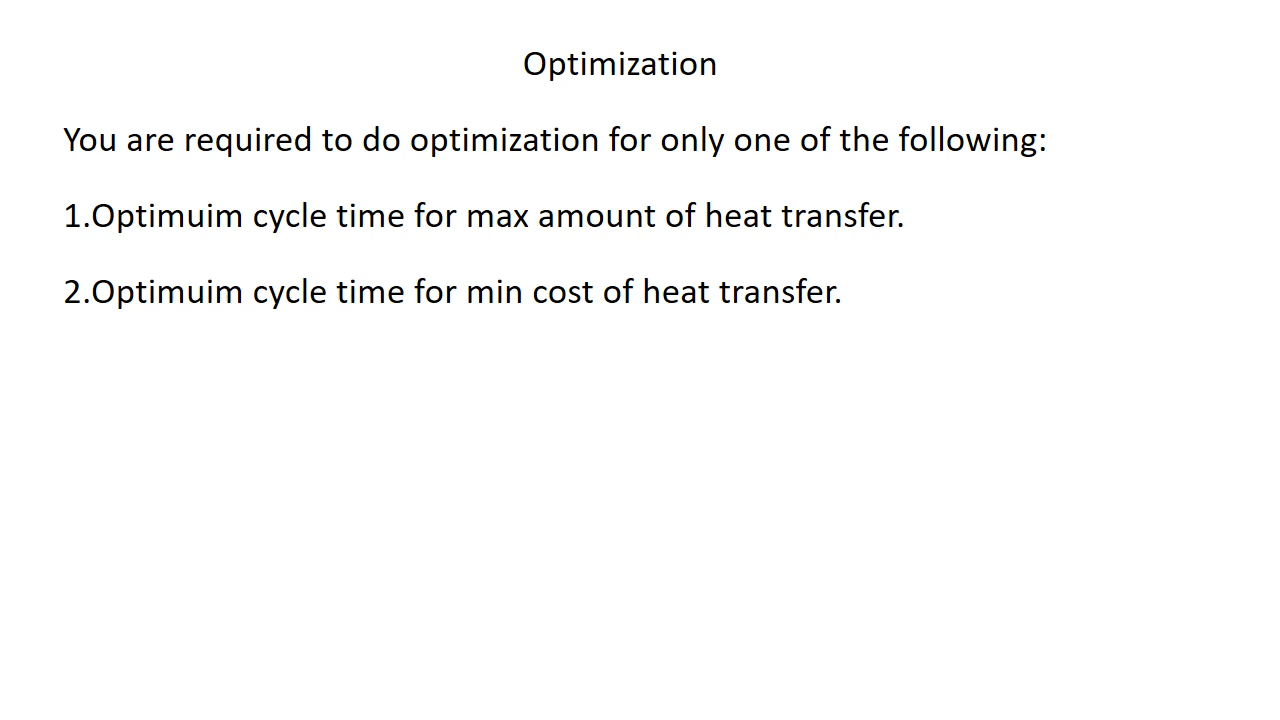 Optimization
You are required to do optimization for only one of the following:
1.Optimuim cycle time for max amount of heat transfer.
2.Optimuim cycle time for min cost of heat transfer.